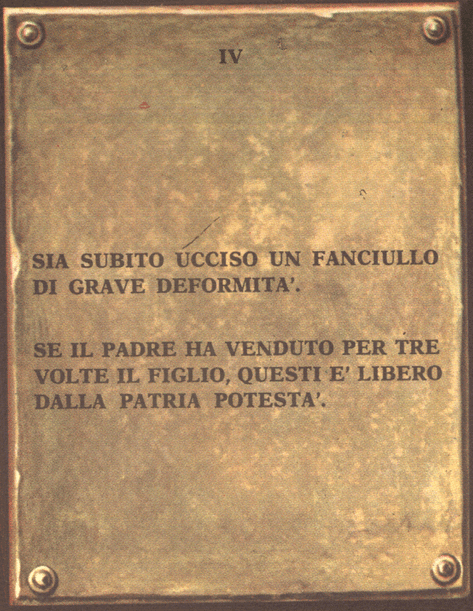 IV
SIA SUBITO UCCISO UN FANCIULLO
DI GRAVE DEFORMITA'.
SE IL PADRE HA VENDUTO PER TRE
VOLTE IL FIGLIO, QUESTI E' LIBERO
DALLA PATRIA POTESTA'.